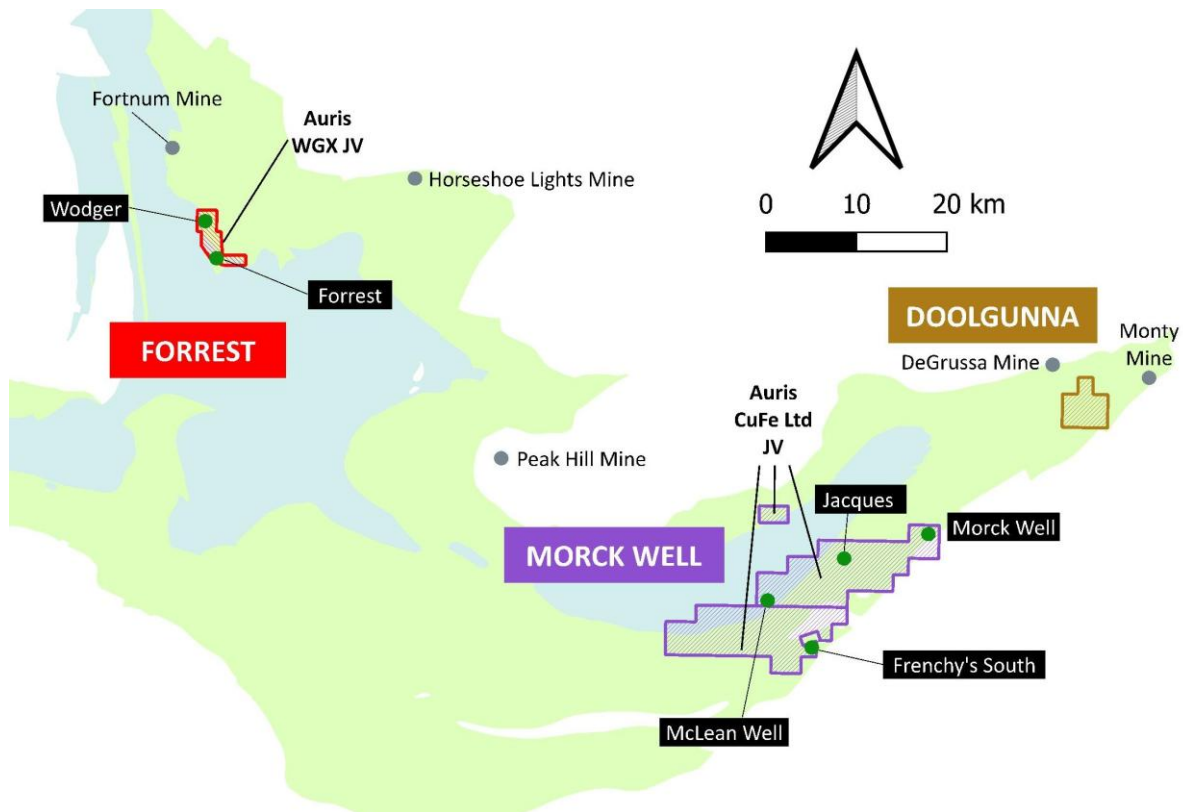 Fortnum Mine
Auris
WGX JV
Horseshoe Lights Mine
Wodger
Forrest
FORREST
0 10 20 km
DOOLGUNNA
Monty
Mine
DeGrussa Mine
Auris
CuFe Ltd
JV
Peak Hill Mine
Jacques
Morck Well
MORCK WELL
Frenchy's South
McLean Well